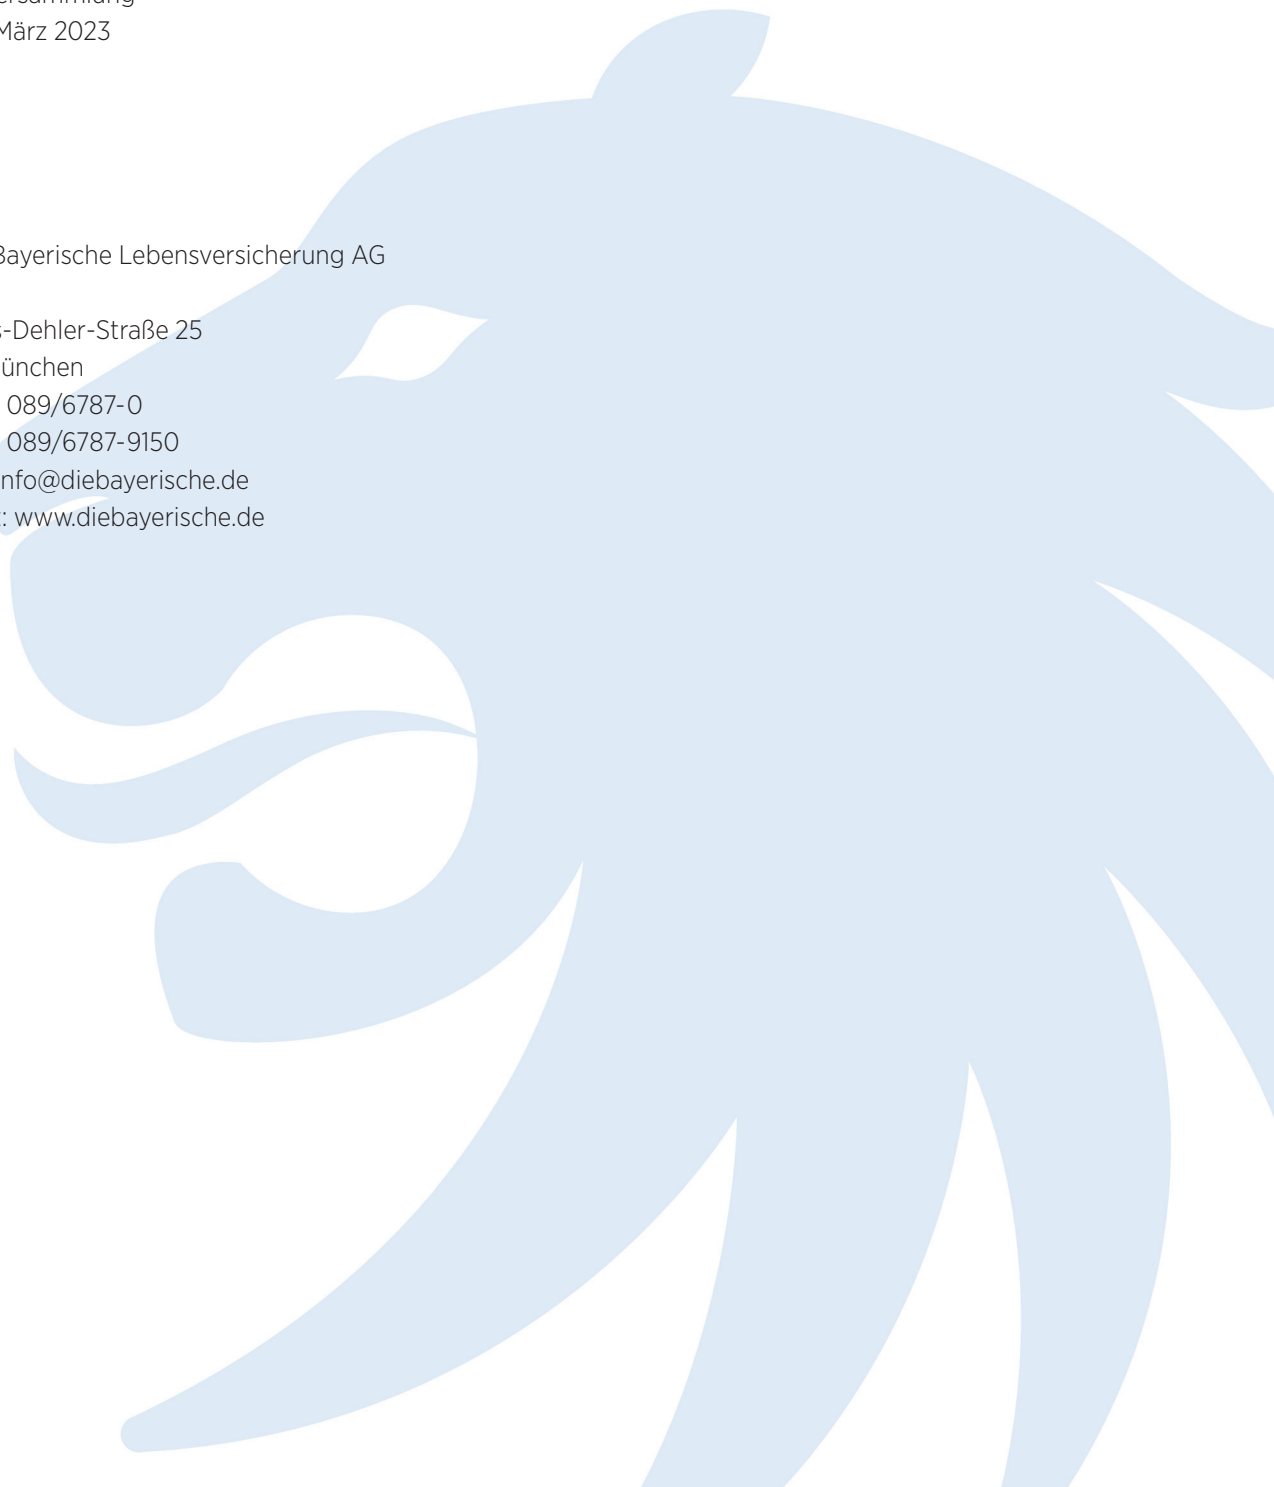 ersammlung
März 2023
Bayerische Lebensversicherung AG
s-Dehler-Straße 25
ünchen
089/6787-0
089/6787-9150
nfo@diebayerische.de
: www.diebayerische.de